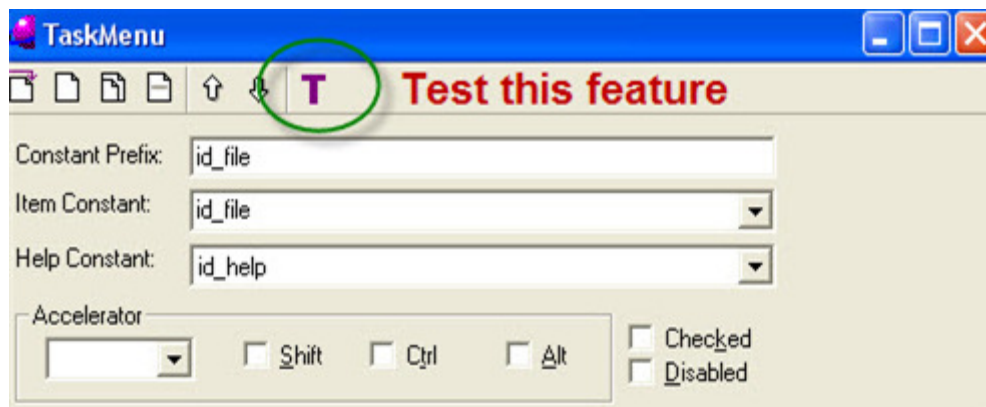 TaskMenu
T Test this feature
Constant Prefix: id_file
Item Constant: id_file
Help Constant: id_help
Accelerator
Shift Ctrl Alt Checked
Disabled